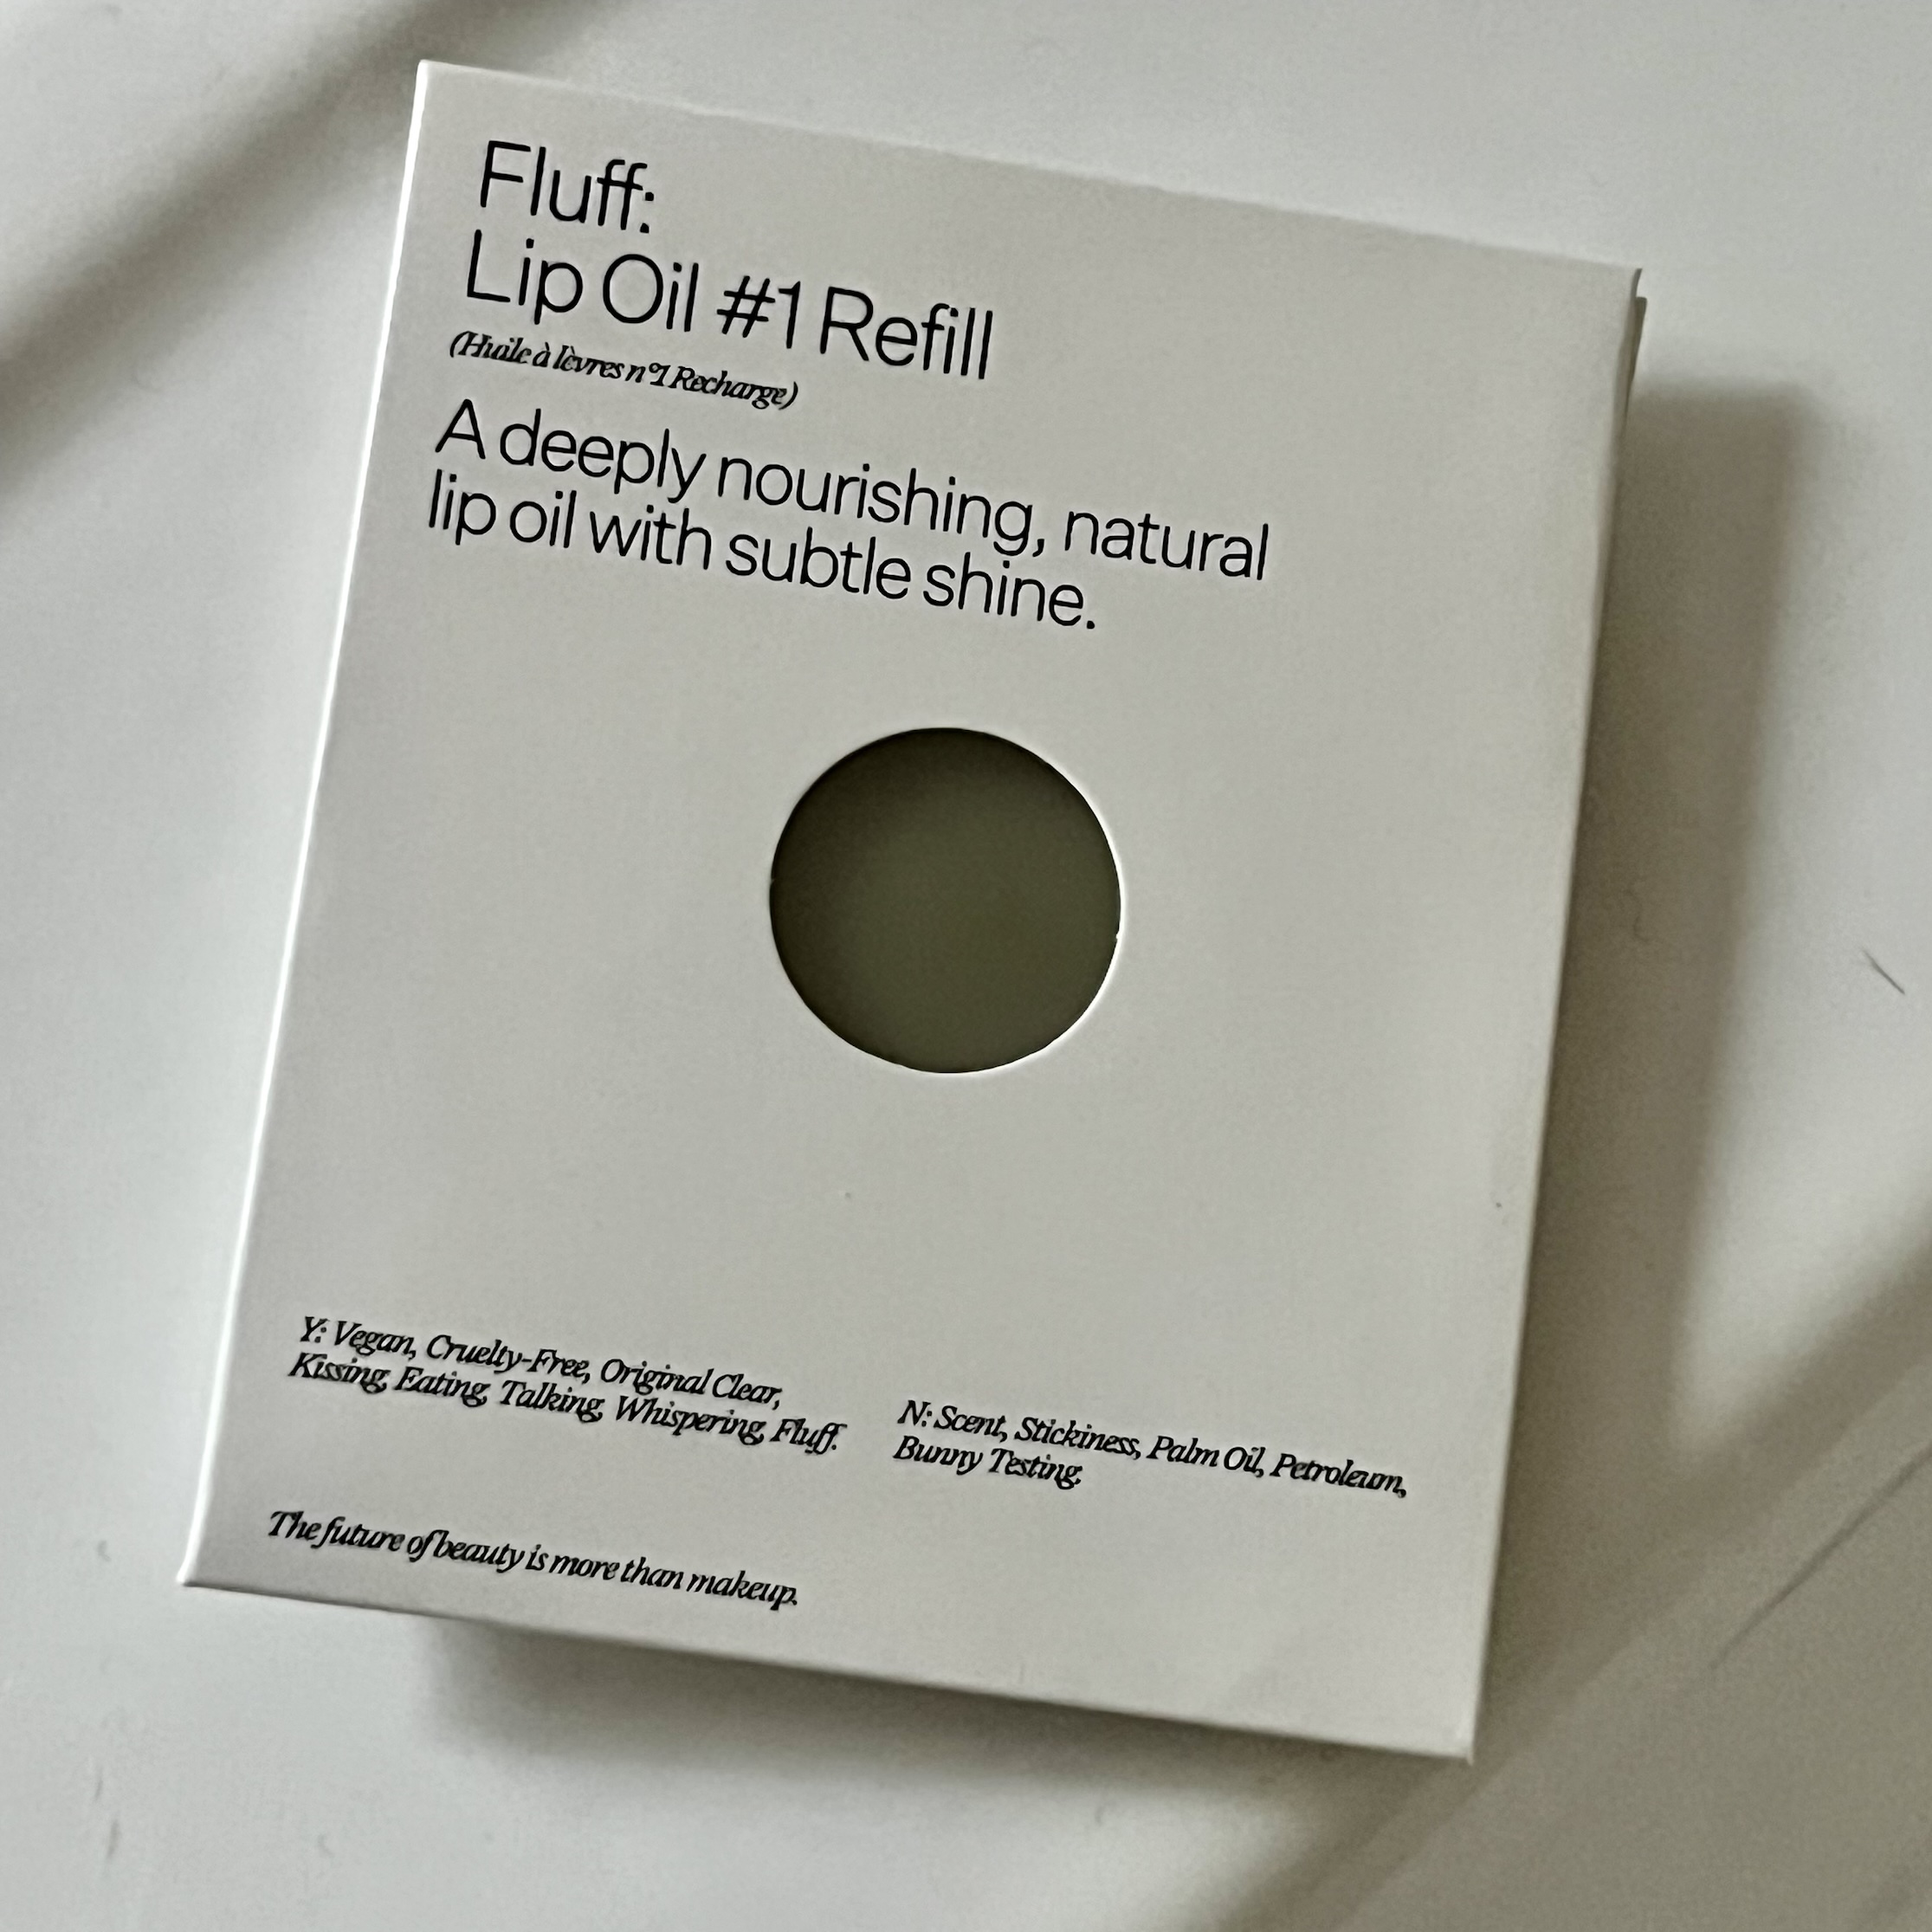 Fluff:
Lip Oil #1 Refill
(Huile à lèvres n°1 Recharge)
A deeply nourishing, natural
lip oil with subtle shine.
Y: Vegan, Cruelty-Free, Original Clear,
Kissing, Eating, Talking, Whispering, Fluff.
N: Scent, Stickiness, Palm Oil, Petroleum,
Bunny Testing.
The future of beauty is more than makeup.